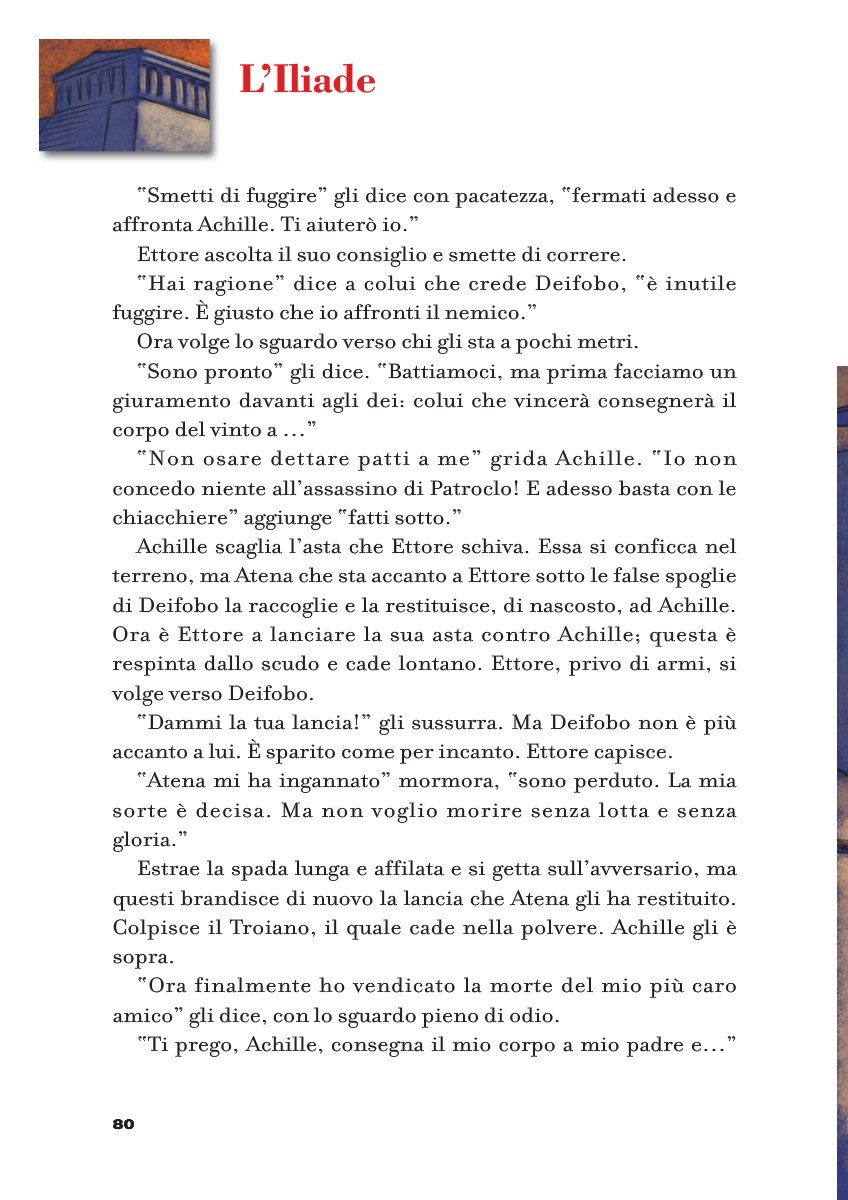 L’Iliade
“Smetti di fuggire” gli dice con pacatezza, “fermati adesso e
affronta Achille. Ti aiuterò io.”
Ettore ascolta il suo consiglio e smette di correre.
“Hai ragione” dice a colui che crede Deifobo, “è inutile
fuggire. È giusto che io affronti il nemico.”
Ora volge lo sguardo verso chi gli sta a pochi metri.
“Sono pronto” gli dice. “Battiamoci, ma prima facciamo un
giuramento davanti agli dei: colui che vincerà consegnerà il
corpo del vinto a …”
“Non osare dettare patti a me” grida Achille. “Io non
concedo niente all’assassino di Patroclo! E adesso basta con le
chiacchiere” aggiunge “fatti sotto.”
Achille scaglia l’asta che Ettore schiva. Essa si conficca nel
terreno, ma Atena che sta accanto a Ettore sotto le false spoglie
di Deifobo la raccoglie e la restituisce, di nascosto, ad Achille.
Ora è Ettore a lanciare la sua asta contro Achille; questa è
respinta dallo scudo e cade lontano. Ettore, privo di armi, si
volge verso Deifobo.
“Dammi la tua lancia!” gli sussurra. Ma Deifobo non è più
accanto a lui. È sparito come per incanto. Ettore capisce.
“Atena mi ha ingannato” mormora, “sono perduto. La mia
sorte è decisa. Ma non voglio morire senza lotta e senza
gloria.”
Estrae la spada lunga e affilata e si getta sull’avversario, ma
questi brandisce di nuovo la lancia che Atena gli ha restituito.
Colpisce il Troiano, il quale cade nella polvere. Achille gli è
sopra.
“Ora finalmente ho vendicato la morte del mio più caro
amico” gli dice, con lo sguardo pieno di odio.
“Ti prego, Achille, consegna il mio corpo a mio padre e…”
80